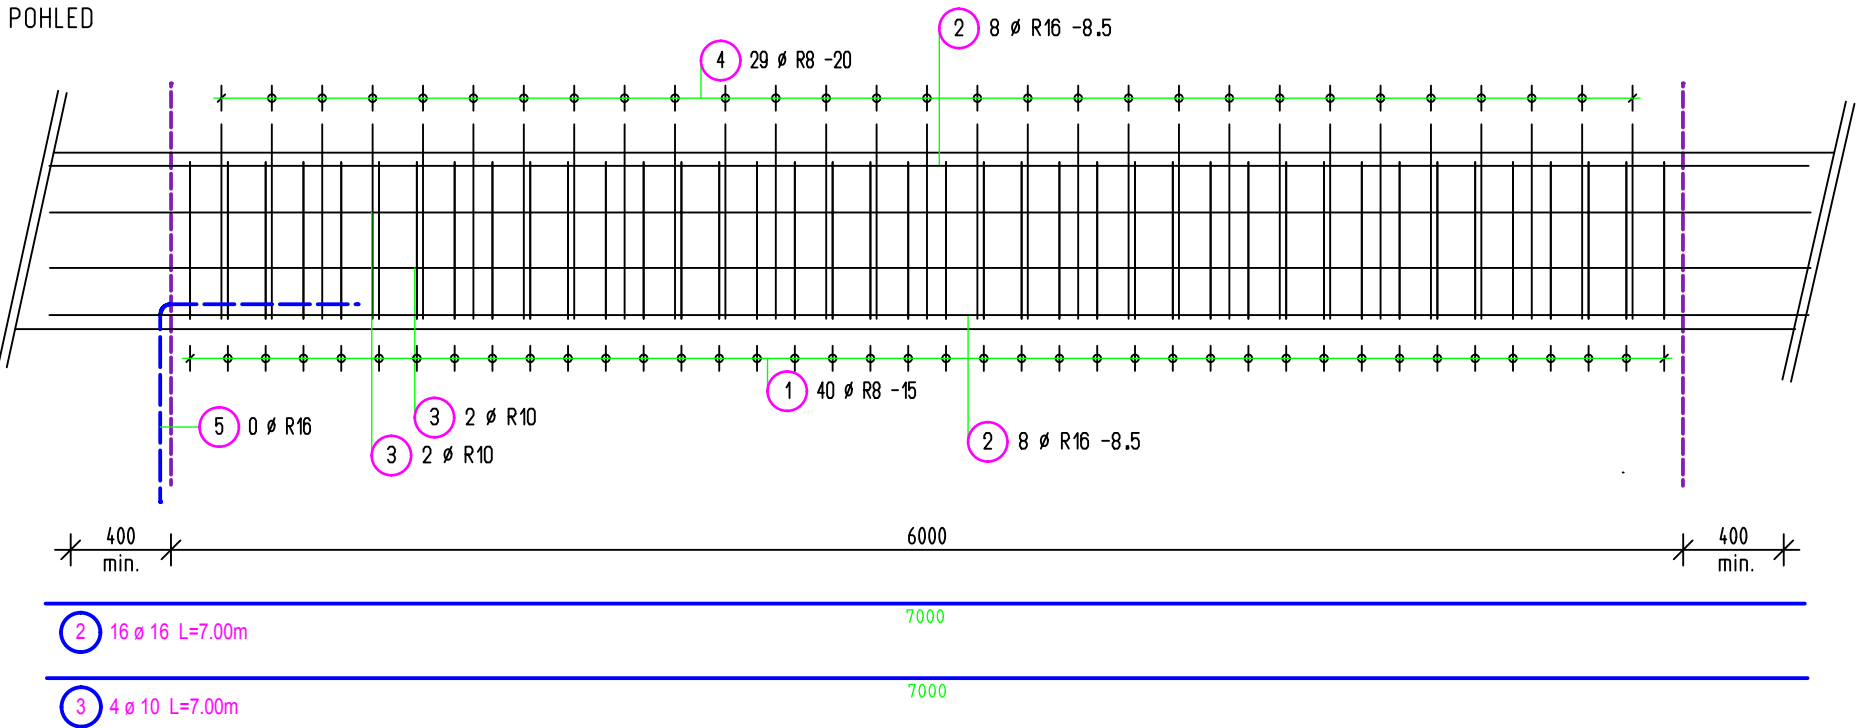 POHLED
2 8 ø R16 -8.5
4 29 ø R8 -20
1 40 ø R8 -15
3 2 ø R10
5 0 ø R16
2 8 ø R16 -8.5
3 2 ø R10
400 6000 400
min. min.
7000
2 16 ø 16 L=7.00m
7000
3 4 ø 10 L=7.00m